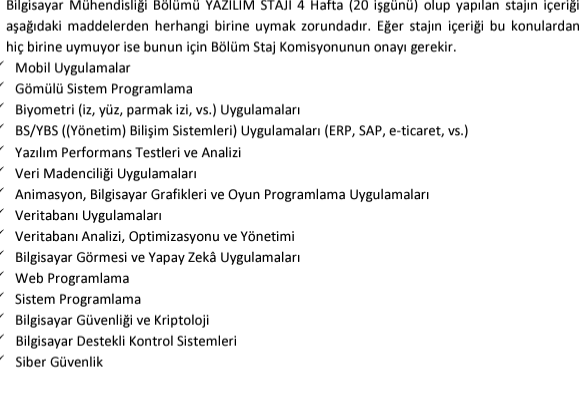 Bilgisayar Mühendisliği Bölümü YAZILIM STAJI 4 Hafta (20 işgünü) olup yapılan stajın içeriği
aşağıdaki maddelerden herhangi birine uymak zorundadır. Eğer stajın içeriği bu konulardan
hiç birine uymuyor ise bunun için Bölüm Staj Komisyonunun onayı gerekir.
✓ Mobil Uygulamalar
✓ Gömülü Sistem Programlama
✓ Biyometri (iz, yüz, parmak izi, vs.) Uygulamaları
✓ BS/YBS ((Yönetim) Bilişim Sistemleri) Uygulamaları (ERP, SAP, e-ticaret, vs.)
✓ Yazılım Performans Testleri ve Analizi
✓ Veri Madenciliği Uygulamaları
✓ Animasyon, Bilgisayar Grafikleri ve Oyun Programlama Uygulamaları
✓ Veritabanı Uygulamaları
✓ Veritabanı Analizi, Optimizasyonu ve Yönetimi
✓ Bilgisayar Görmesi ve Yapay Zekâ Uygulamaları
✓ Web Programlama
✓ Sistem Programlama
✓ Bilgisayar Güvenliği ve Kriptoloji
✓ Bilgisayar Destekli Kontrol Sistemleri
✓ Siber Güvenlik